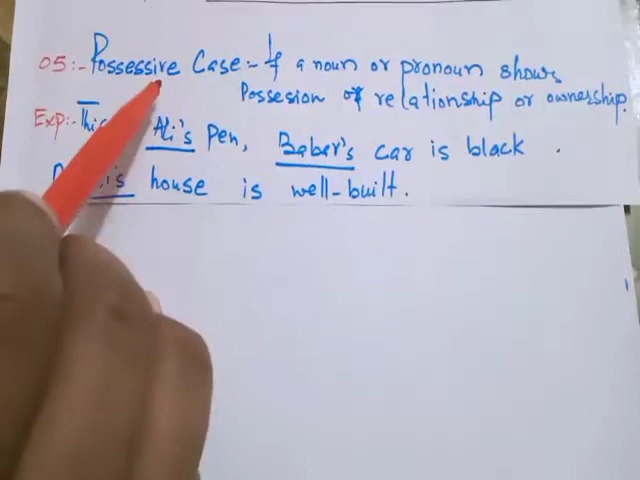 05:- Possessive Case:- If a noun or pronoun shows
Possesion of relationship or ownership.
Exp:- This Ali's pen, Baber's car is black .
house is well-built.